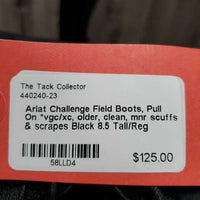 The Tack Collector
440240-23
Ariat Challenge Field Boots, Pull
On *vgc/xc, older, clean, mnr scuffs
& scrapes Black 8.5 Tall/Reg
58LLD4
$125.00